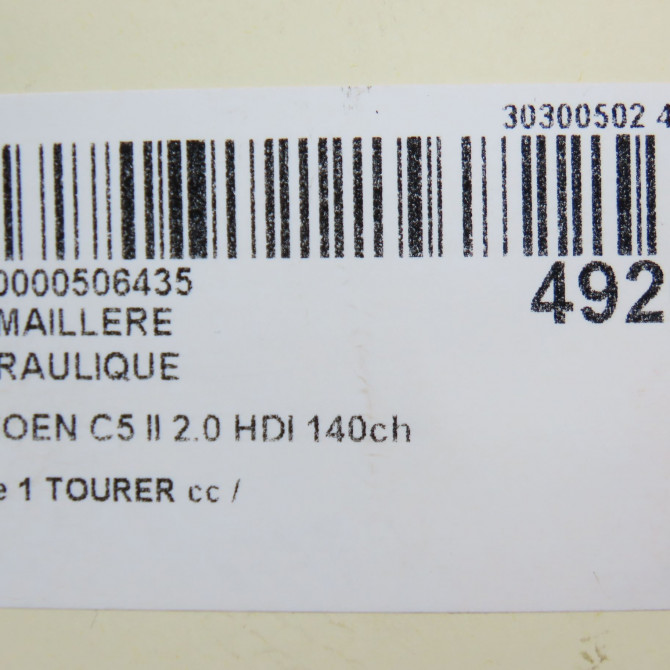 30300502 4
0000506435
492
MAILLERE
RAULIQUE
OEN C5 II 2.0 HDI 140ch
e 1 TOURER cc /